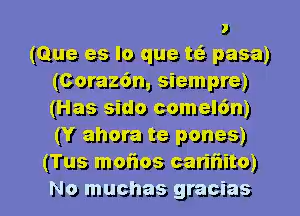 ,
(Que es lo que té pasa)
(Corazón, siempre)
(Has sido comelón)
(Y ahora te pones)
(Tus moños carifiito)
No muchas gracias